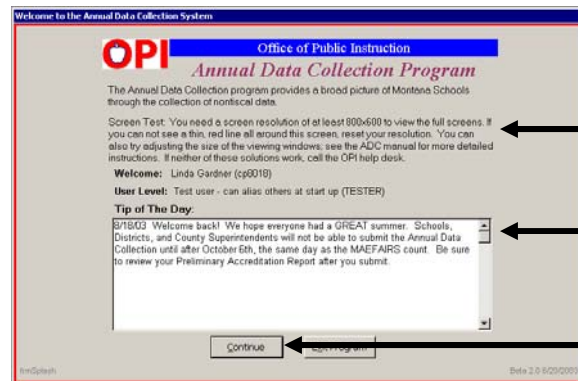 Welcome to the Annual Data Collection System
OPI
Office of Public Instruction
Annual Data Collection Program
The Annual Data Collection program provides a broad picture of Montana Schools
through the collection of nonfiscal data.
Screen Test: You need a screen resolution of at least 800x600 to view the full screens. If
you can not see a thin, red line all around this screen, reset your resolution. You can
also try adjusting the size of the viewing windows; see the ADC manual for more detailed
instructions. If neither of these solutions work, call the OPI help desk.
Welcome: Linda Gardner (cp8018)
User Level: Test user - can alias others at start up (TESTER)
Tip of The Day:
8/18/03 Welcome back! We hope everyone had a GREAT summer. Schools,
Districts, and County Superintendents will not be able to submit the Annual Data
Collection until after October 6th, the same day as the MAEFAIRS count. Be sure
to review your Preliminary Accreditation Report after you submit.
Continue
Exit Program
frmSplash
Beta 2.0 8/20/2003